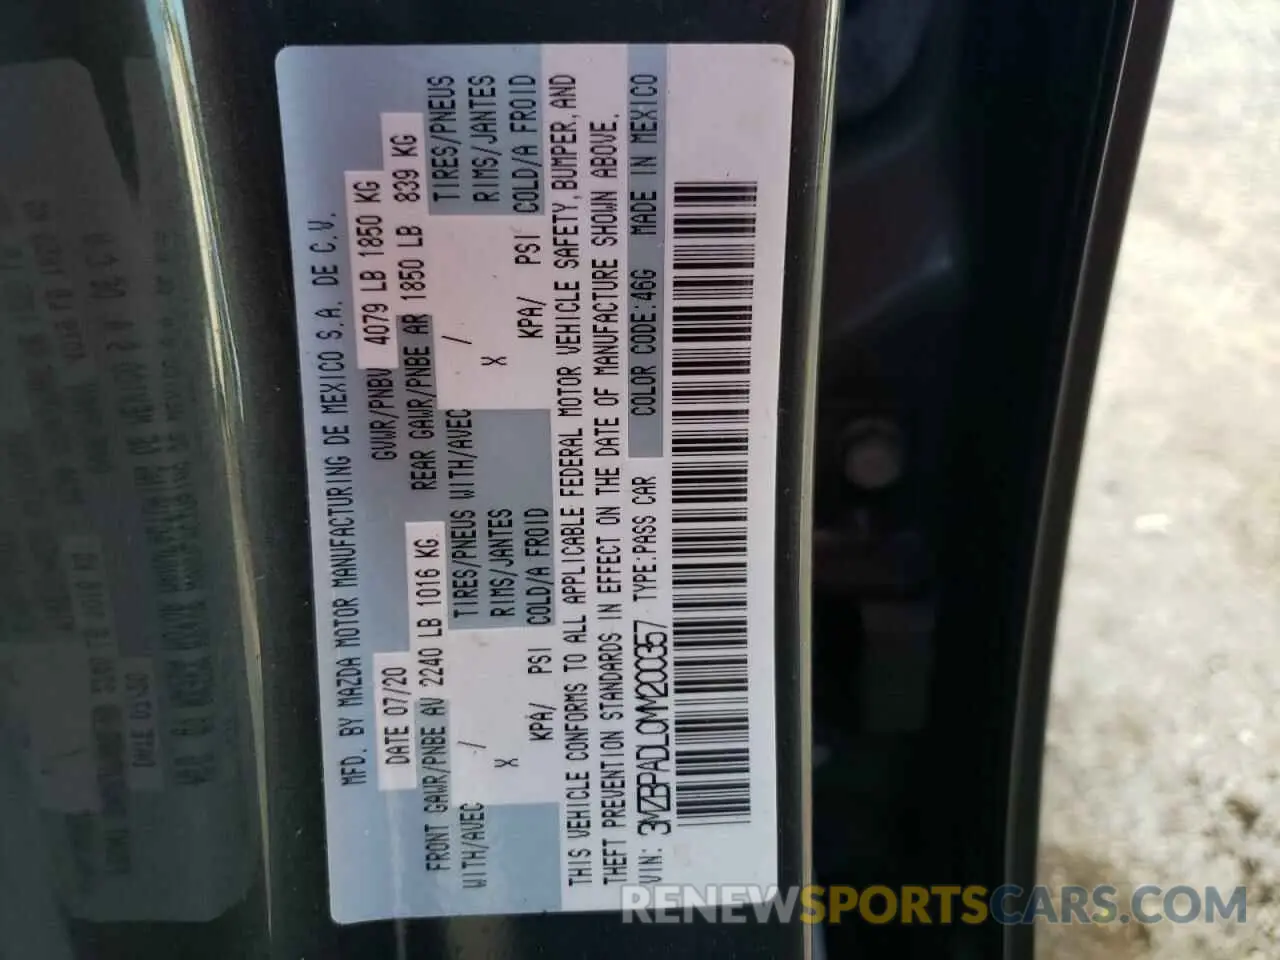 MFD. BY MAZDA MOTOR MANUFACTURING DE MEXICO S.A. DE C.V.
DATE 07/20 GVWR/PNBV 4079 LB 1850 KG
FRONT GAWR/PNBE AV 2240 LB 1016 KG REAR GAWR/PNBE AR 1850 LB 839 KG
WITH/AVEC / TIRES/PNEUS WITH/AVEC / TIRES/PNEUS
X RIMS/JANTES X RIMS/JANTES
KPA/ PSI COLD/A FROID KPA/ PSI COLD/A FROID
THIS VEHICLE CONFORMS TO ALL APPLICABLE FEDERAL MOTOR VEHICLE SAFETY, BUMPER, AND
THEFT PREVENTION STANDARDS IN EFFECT ON THE DATE OF MANUFACTURE SHOWN ABOVE.
VIN: 3MZBPADL0MM200357 TYPE:PASS CAR COLOR CODE:46G MADE IN MEXICO
RENEWSPORTSCARS.COM